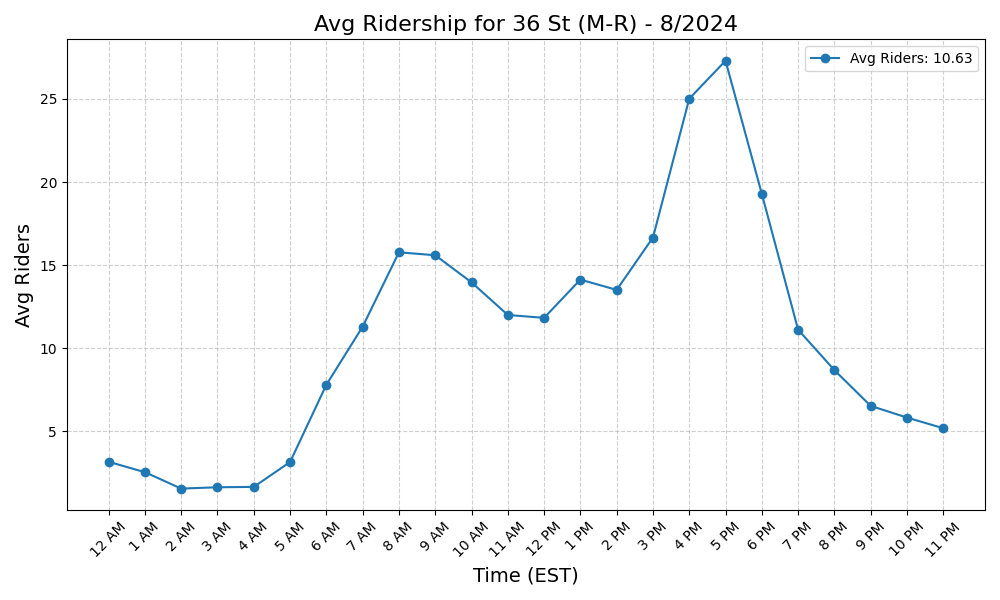 Avg Ridership for 36 St (M-R) - 8/2024
Avg Riders: 10.63
Avg Riders
25
20
15
10
5
12 AM
1 AM
2 AM
3 AM
4 AM
5 AM
6 AM
7 AM
8 AM
9 AM
10 AM
11 AM
12 PM
1 PM
2 PM
3 PM
4 PM
5 PM
6 PM
7 PM
8 PM
9 PM
10 PM
11 PM
Time (EST)